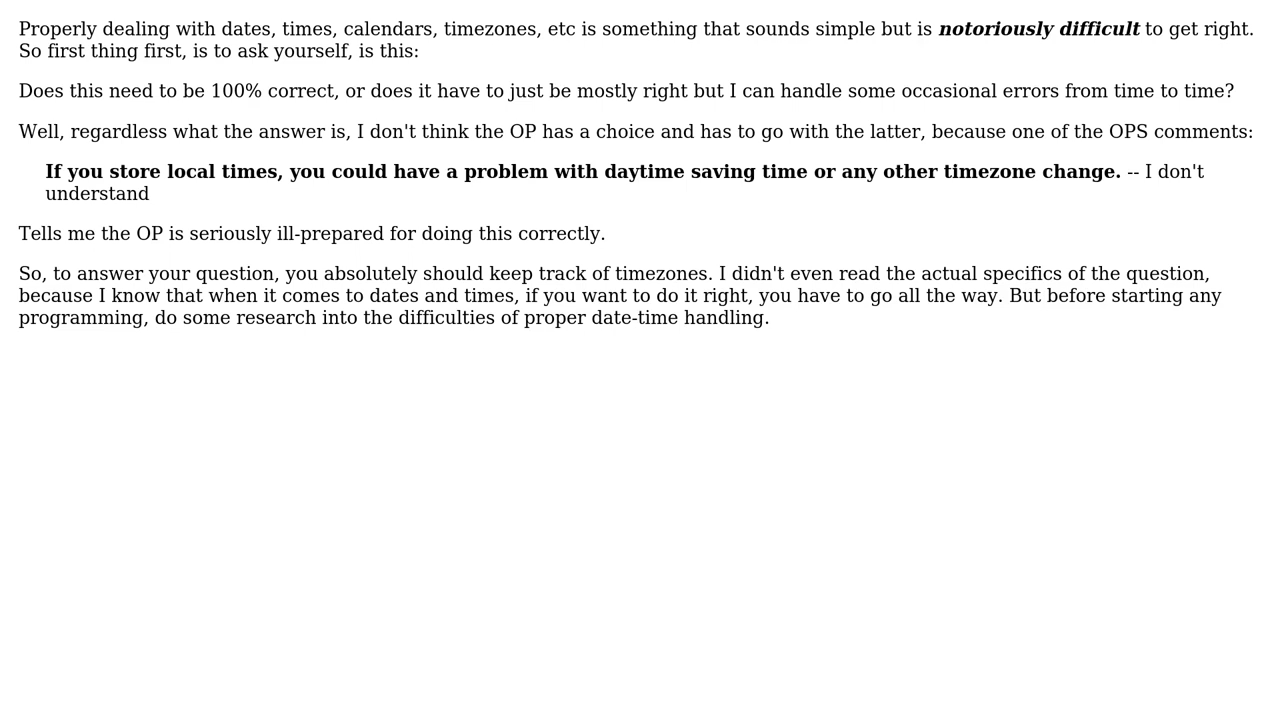 Properly dealing with dates, times, calendars, timezones, etc is something that sounds simple but is notoriously difficult to get right.
So first thing first, is to ask yourself, is this:
Does this need to be 100% correct, or does it have to just be mostly right but I can handle some occasional errors from time to time?
Well, regardless what the answer is, I don't think the OP has a choice and has to go with the latter, because one of the OPS comments:
If you store local times, you could have a problem with daytime saving time or any other timezone change. -- I don't
understand
Tells me the OP is seriously ill-prepared for doing this correctly.
So, to answer your question, you absolutely should keep track of timezones. I didn't even read the actual specifics of the question,
because I know that when it comes to dates and times, if you want to do it right, you have to go all the way. But before starting any
programming, do some research into the difficulties of proper date-time handling.